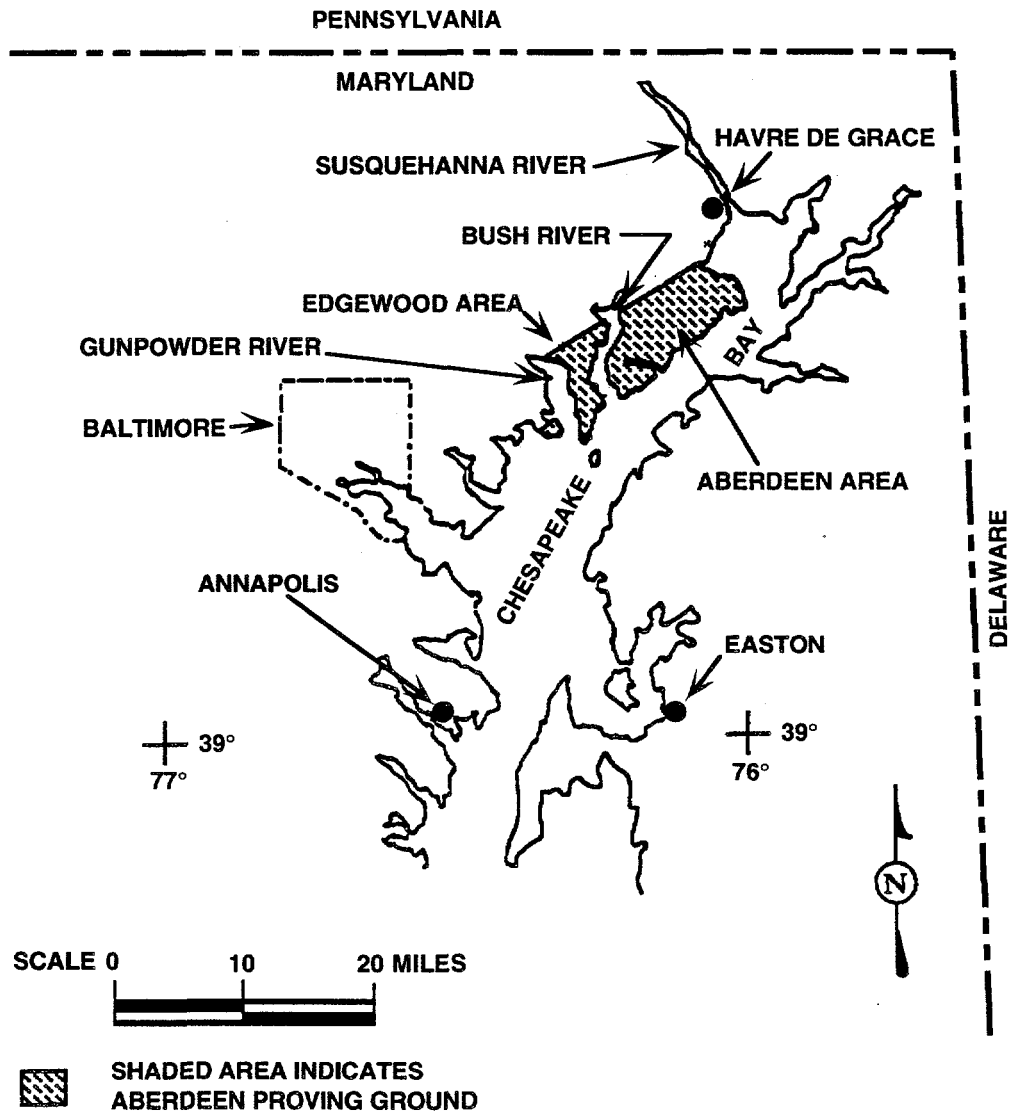 PENNSYLVANIA
MARYLAND
HAVRE DE GRACE
SUSQUEHANNA RIVER
BUSH RIVER
EDGEWOOD AREA
GUNPOWDER RIVER
BAY
BALTIMORE
ABERDEEN AREA
CHESAPEAKE
DELAWARE
ANNAPOLIS
EASTON
39°
77°
39°
76°
N
SCALE 0 10 20 MILES
SHADED AREA INDICATES
ABERDEEN PROVING GROUND